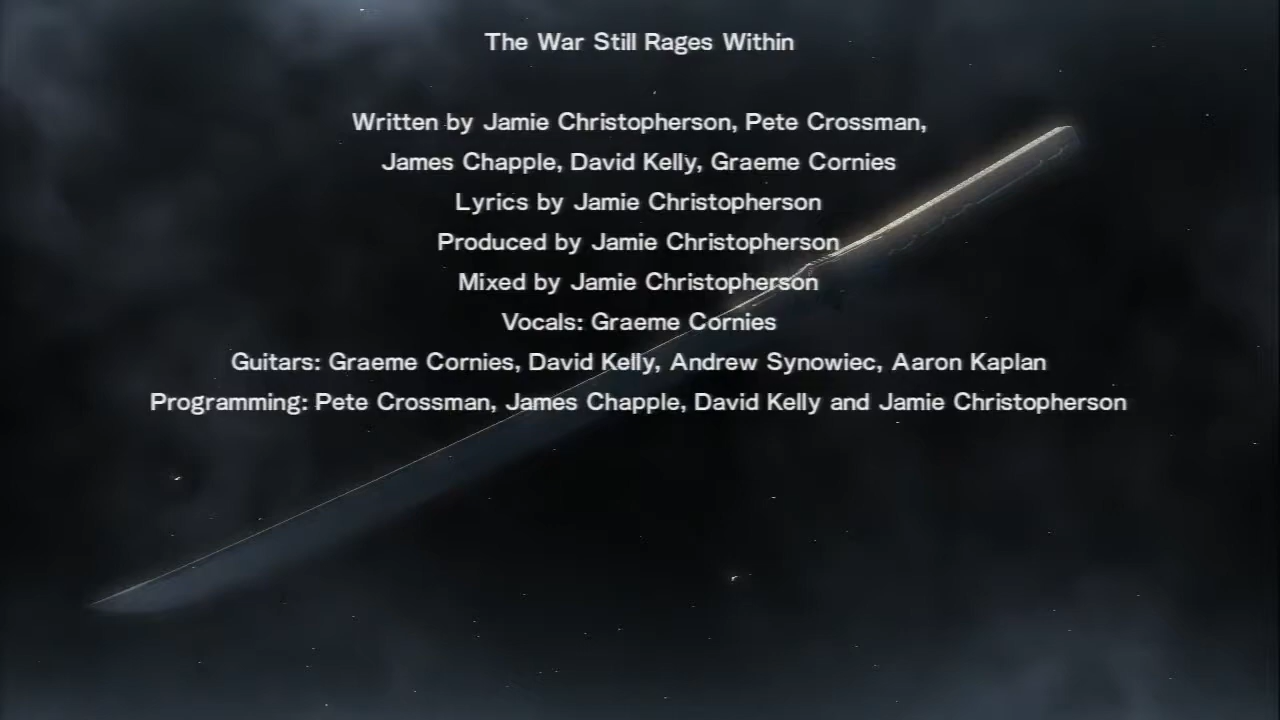 The War Still Rages Within
Written by Jamie Christopherson, Pete Crossman,
James Chapple, David Kelly, Graeme Cornies
Lyrics by Jamie Christopherson
Produced by Jamie Christopherson
Mixed by Jamie Christopherson
Vocals: Graeme Cornies
Guitars: Graeme Cornies, David Kelly, Andrew Synowiec, Aaron Kaplan
Programming: Pete Crossman, James Chapple, David Kelly and Jamie Christopherson